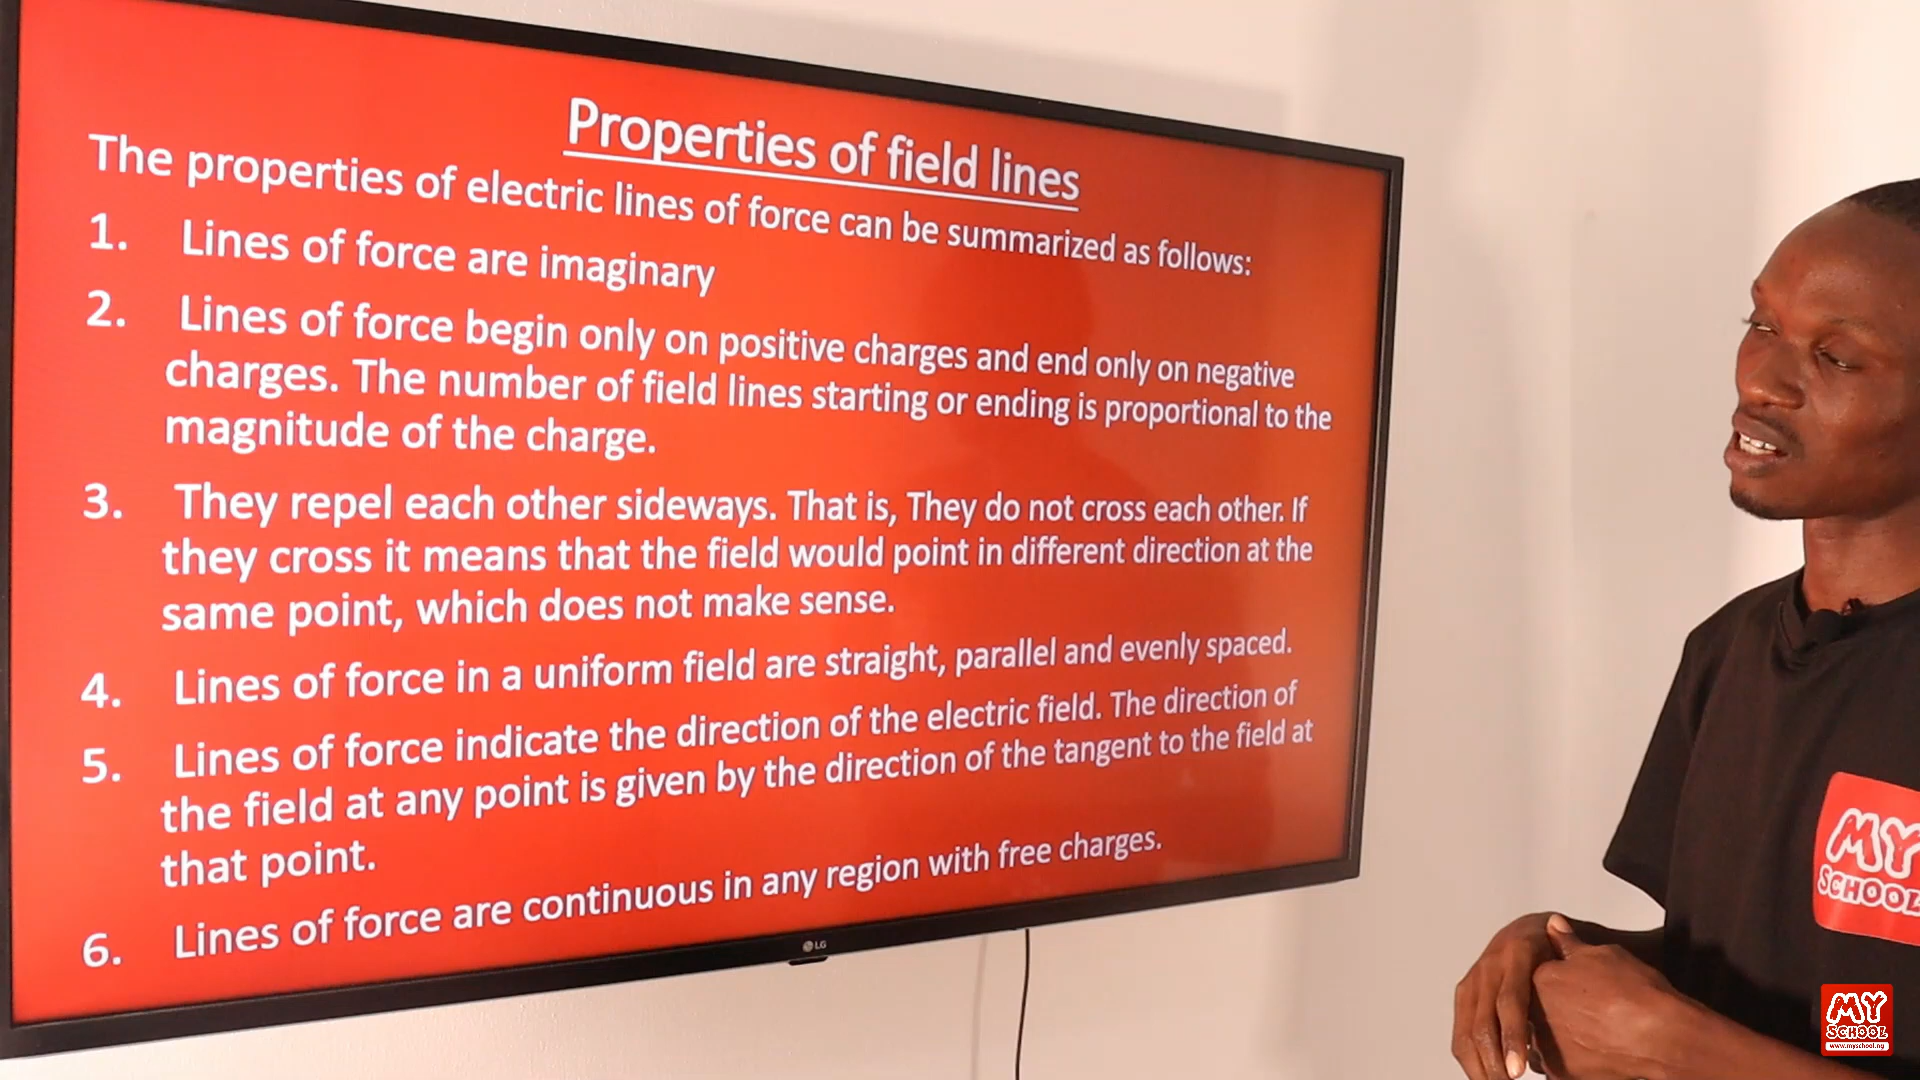 Properties of field lines
The properties of electric lines of force can be summarized as follows:
1. Lines of force are imaginary
2. Lines of force begin only on positive charges and end only on negative
charges. The number of field lines starting or ending is proportional to the
magnitude of the charge.
3. They repel each other sideways. That is, They do not cross each other. If
they cross it means that the field would point in different direction at the
same point, which does not make sense.
4. Lines of force in a uniform field are straight, parallel and evenly spaced.
5. Lines of force indicate the direction of the electric field. The direction of
the field at any point is given by the direction of the tangent to the field at
that point.
6. Lines of force are continuous in any region with free charges.
LG
MY
SCHOOL
MY
SCHOOL
www.myschool.ng